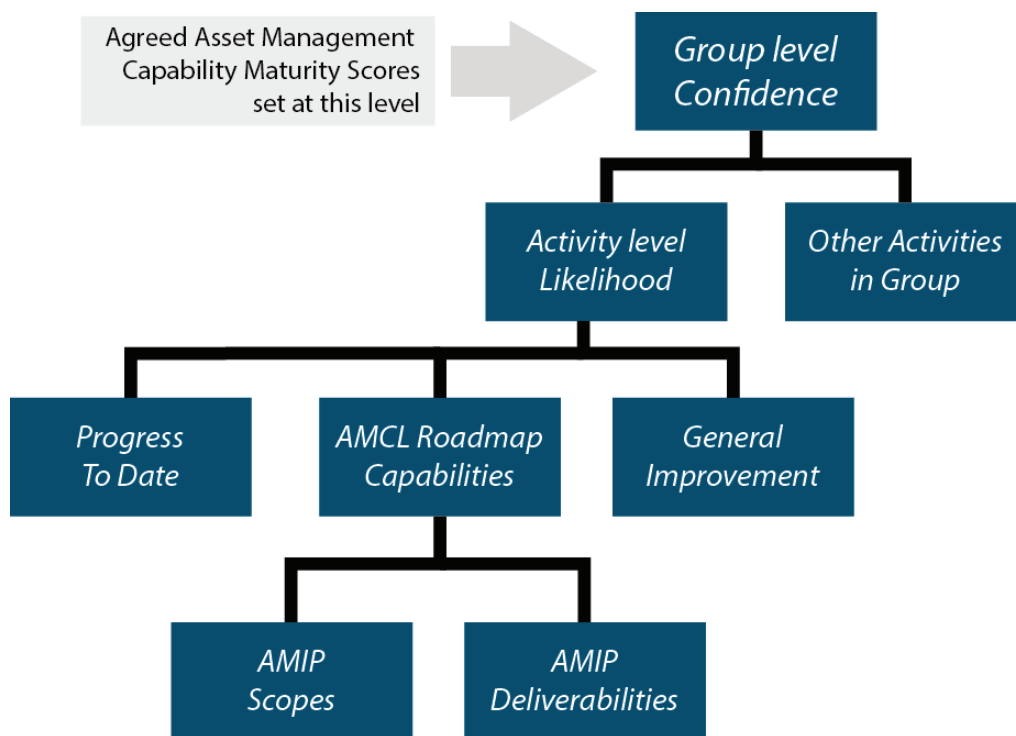 Agreed Asset Management
Capability Maturity Scores
set at this level
Group level
Confidence
Activity level
Likelihood
Other Activities
in Group
Progress
To Date
AMCL Roadmap
Capabilities
General
Improvement
AMIP
Scopes
AMIP
Deliverabilities